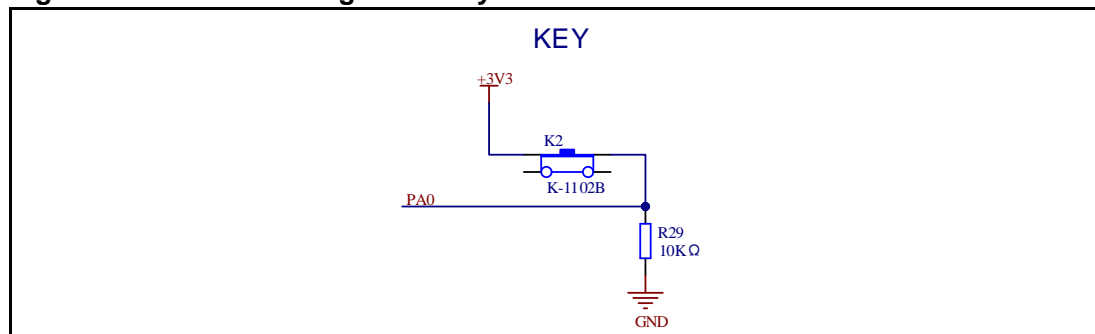 KEY
+3V3
K2
K-1102B
PA0
R29
10KΩ
GND